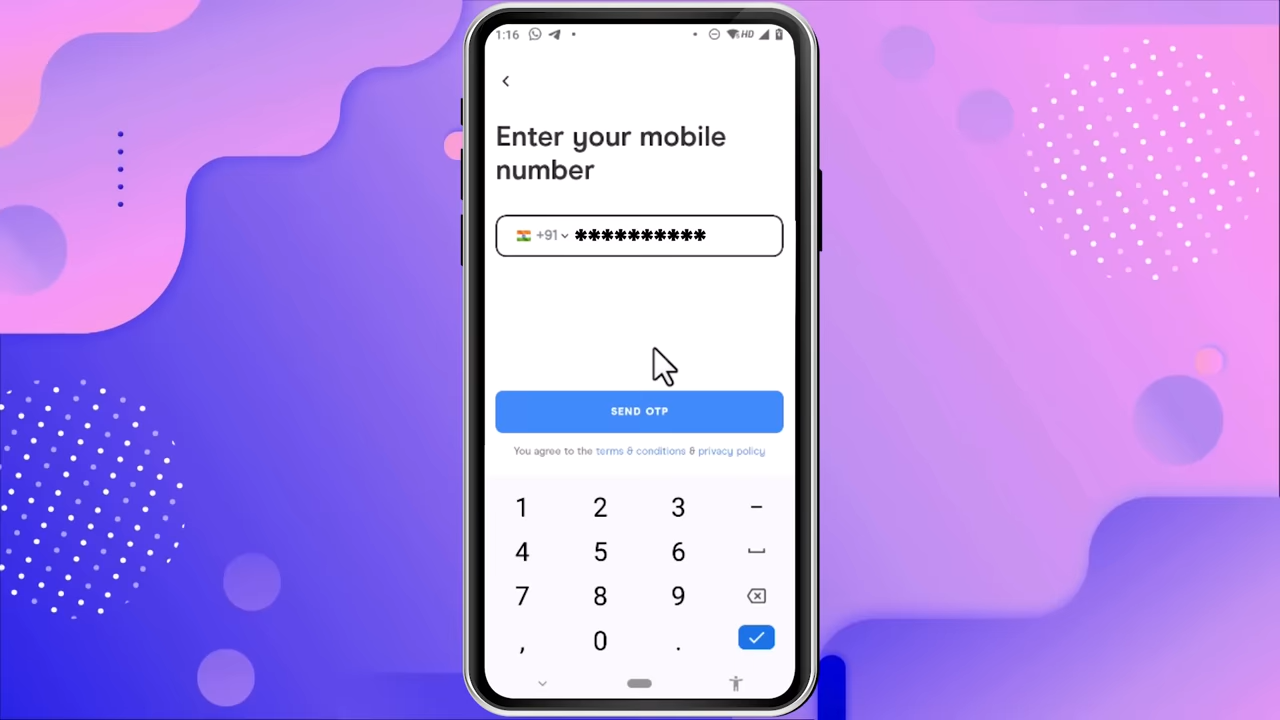 1:16 HD
Enter your mobile
number
+91 **********
SEND OTP
You agree to the terms & conditions & privacy policy
1 2 3 –
4 5 6
7 8 9
, 0 .